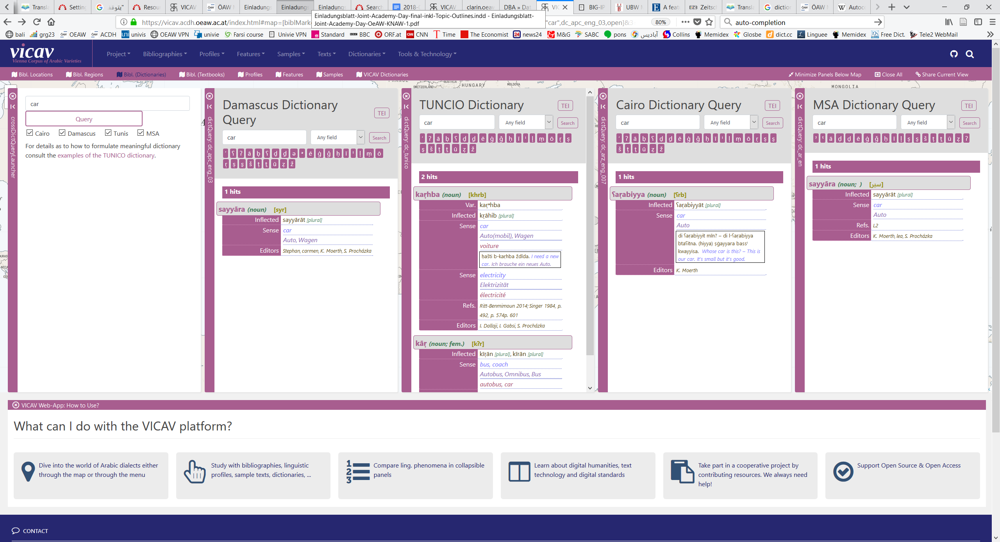 Transla
Setting
يتوقف"
Resour
VICAV
ÖAW
Einladungs
Einladungs
Einladungs
Search
2018-0
VICAV
clarin.oeaw
DBA » Dat
VIC
BIG-IP
UBW
A feat
Zeitsch
Transla
diction
ÖAW
Autoco
Einladungsblatt-Joint-Academy-Day-final-inkl-Topic-Outlines.indd - Einladungsblatt-
Joint-Academy-Day-OeAW-KNAW-1.pdf
https://vicav.acdh.oeaw.ac.at/index.html#map=[biblMark
"car",dc_apc_eng_03,open]&3
80%
auto-completion
bali grg23 OEAW ACDH univis OEAW VPN univie Farsi course Univie VPN Standard BBC ORF.at CNN Time The Economist news24 M&G SABC pons آبادیس Collins Memidex Glosbe dict.cc Linguee Memidex Free Dict. Tele2 WebMail
vicav
Vienna Corpus of Arabic Varieties
Project Bibliographies Profiles Features Samples Texts Dictionaries Tools & Technology
Bibl. Locations Bibl. Regions Bibl. (Dictionaries) Bibl. (Textbooks) Profiles Features Samples VICAV Dictionaries Minimize Panels Below Map Close All Share Current View
SWITZERLAND AUSTRIA HUNGARY MOLDOVA MONGOLIA
crossDictQueryLauncher
car
Query
Cairo Damascus Tunis MSA
For details as to how to formulate meaningful dictionary
consult the examples of the TUNICO dictionary.
dictQuery: dc_apc_eng_03
Damascus Dictionary
Query
TEI
car Any field Search
ʼ ʕ ʔ ā ḅ ʕ ḍ ḏ ə ᵊ ē ġ ǧ ḥ ī ˡ ḷ ṃ ō
ṛ ṣ s̱ š ṭ ṯ ū ẓ ž
1 hits
sayyāra (noun) [syr]
Inflected sayyārāt [plural]
Sense car
Auto, Wagen
Editors Stephan, carmen, K. Moerth, S. Procházka
dictQuery: dc_tunico
TUNCIO Dictionary
TEI
car Any field Search
ʼ ʔ ā ḅ ʕ ḍ ḏ ē ġ ǧ ḥ ī ˡ ḷ ṃ ō ṛ ṣ
s̱ š ṭ ṯ ū ẓ ž
2 hits
kaṛhba (noun) [khrb]
Var. kaṛᵊhba
Inflected kṛāhib [plural]
Sense car
Auto(mobil), Wagen
voiture
ḥašti b-kaṛhba ždīda. I need a new
car. Ich brauche ein neues Auto.
Sense electricity
Elektrizität
électricité
Refs. Ritt-Benmimoun 2014; Singer 1984, p.
492, p. 574p. 601
Editors I. Dallaji, I. Gabsi, S. Procházka
kāṛ (noun; fem.) [kʔr]
Inflected kīṛān [plural], kīrān [plural]
Sense bus, coach
Autobus, Omnibus, Bus
autobus, car
dictQuery: dc_arz_eng_007
Cairo Dictionary Query
TEI
car Any field Search
ʼ ʔ ā ḅ ʕ ḍ ḏ ē ġ ǧ ḥ ī ˡ ḷ ṃ ō ṛ ṣ s̱
š ṭ ṯ ū ẓ ž
1 hits
ʕaṛabiyya (noun) [ʕrb]
Inflected ʕaṛabiyyāt [plural]
Sense car
Auto
di ʕaṛabiyyit mīn? – di l-ʕaṛabiyya
btaʕitna. (hiyya) ṣġayyara bassⁱ
kwayyisa. Whose car is this? – This is
our car. It's small but it's good.
Editors K. Moerth
dictQuery: dc_ar_en
MSA Dictionary Query
TEI
car Any field Search
ʾ ʿ ā ḍ ḏ ē ġ ǧ ḥ ī ḷ ṣ s̱ š ṭ ṯ ū ẓ ʔ
1 hits
sayyāra (noun; ) [سير]
Inflected sayyārāt [plural]
Sense car
Auto
Refs. L2
Editors K. Moerth, lea, S. Procházka
VICAV Web-App: How to Use?
What can I do with the VICAV platform?
Dive into the world of Arabic dialects either
through the map or through the menu
Study with bibliographies, linguistic
profiles, sample texts, dictionaries, ...
1
2
3
Compare ling. phenomena in collapsible
panels
Learn about digital humanities, text
technology and digital standards
Take part in a cooperative project by
contributing resources. We always need
help!
Support Open Source & Open Access
CONTACT